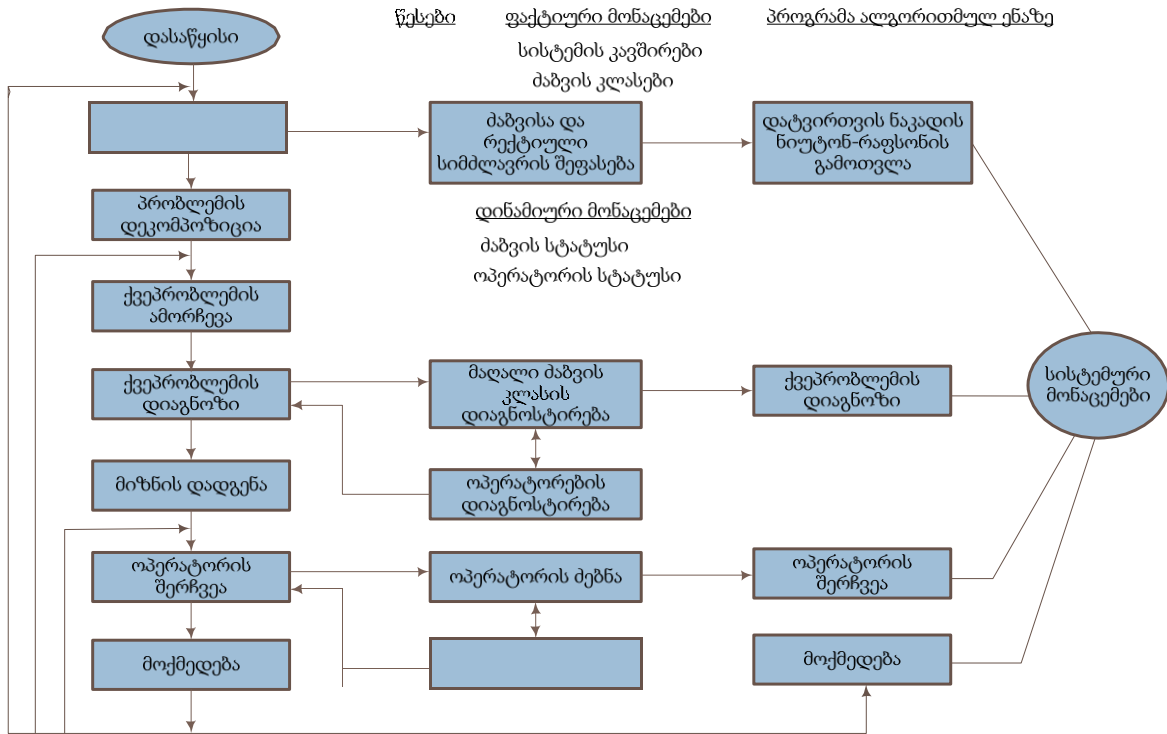 დასაწყისი
წესები
ფაქტიური მონაცემები
პროგრამა ალგორითმულ ენაზე
სისტემის კავშირები
ძაბვის კლასები
ძაბვისა და
რექტიული
სიმძლავრის შეფასება
დატვირთვის ნაკადის
ნიუტონ-რაფსონის
გამოთვლა
პრობლემის
დეკომპოზიცია
დინამიური მონაცემები
ძაბვის სტატუსი
ოპერატორის სტატუსი
ქვეპრობლემის
ამორჩევა
ქვეპრობლემის
დიაგნოზი
მაღალი ძაბვის
კლასის
დიაგნოსტირება
ქვეპრობლემის
დიაგნოზი
სისტემური
მონაცემები
მიზნის დადგენა
ოპერატორების
დიაგნოსტირება
ოპერატორის
შერჩვეა
ოპერატორის ძებნა
ოპერატორის
შერჩვეა
მოქმედება
მოქმედება